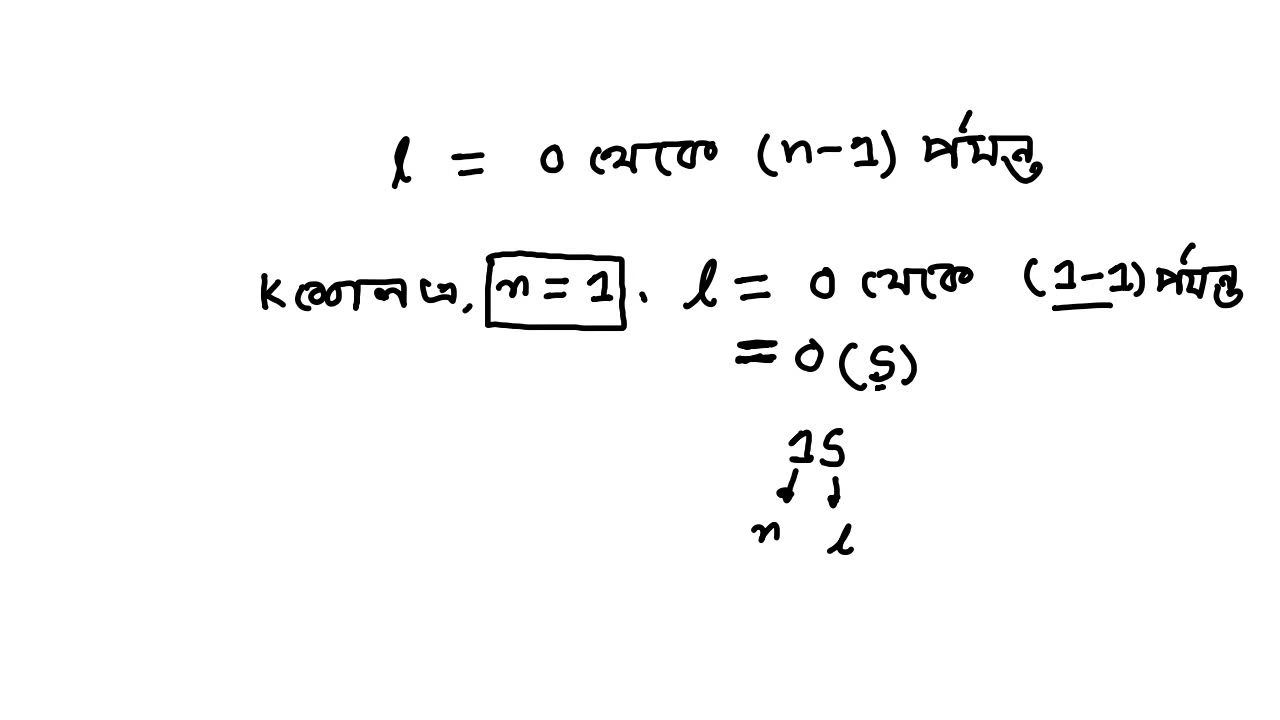 l = 0 থেকে (n-1) পর্যন্ত
K শেলে, n = 1. l = 0 থেকে (1-1) পর্যন্ত
= 0 (S)
1S
n l